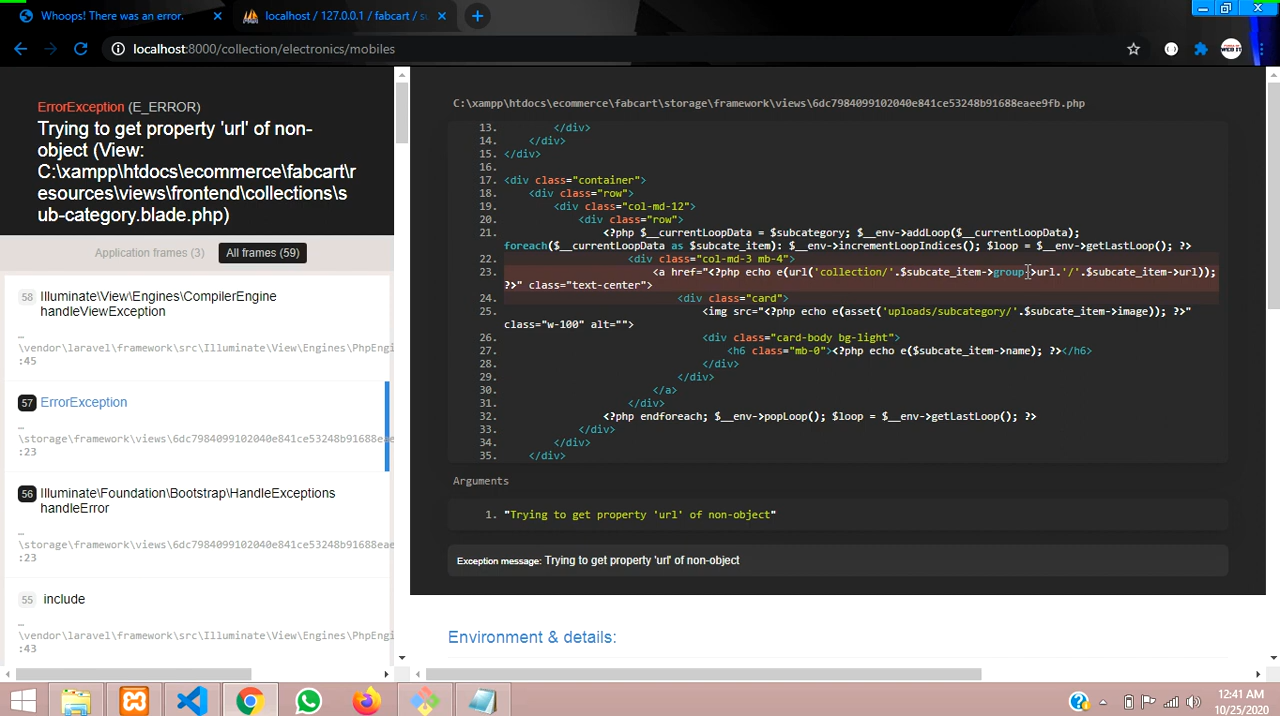 Whoops! There was an error.
localhost / 127.0.0.1 / fabcart / su
localhost:8000/collection/electronics/mobiles
ErrorException (E_ERROR)
Trying to get property 'url' of non-
object (View:
C:\xampp\htdocs\ecommerce\fabcart\r
esources\views\frontend\collections\s
ub-category.blade.php)
Application frames (3)
All frames (59)
58 Illuminate\View\Engines\CompilerEngine
handleViewException
…
\vendor\laravel\framework\src\Illuminate\View\Engines\PhpEngi
:45
57 ErrorException
…
\storage\framework\views\6dc7984099102040e841ce53248b91688eae
:23
56 Illuminate\Foundation\Bootstrap\HandleExceptions
handleError
…
\storage\framework\views\6dc7984099102040e841ce53248b91688eae
:23
55 include
…
\vendor\laravel\framework\src\Illuminate\View\Engines\PhpEngi
:43
C:\xampp\htdocs\ecommerce\fabcart\storage\framework\views\6dc7984099102040e841ce53248b91688eaee9fb.php
13. </div>
14. </div>
15. </div>
16.
17. <div class="container">
18. <div class="row">
19. <div class="col-md-12">
20. <div class="row">
21. <?php $__currentLoopData = $subcategory; $__env->addLoop($__currentLoopData);
foreach($__currentLoopData as $subcate_item): $__env->incrementLoopIndices(); $loop = $__env->getLastLoop(); ?>
22. <div class="col-md-3 mb-4">
23. <a href="<?php echo e(url('collection/'.$subcate_item->group->url.'/'.$subcate_item->url));
?>" class="text-center">
24. <div class="card">
25. <img src="<?php echo e(asset('uploads/subcategory/'.$subcate_item->image)); ?>"
class="w-100" alt="">
26. <div class="card-body bg-light">
27. <h6 class="mb-0"><?php echo e($subcate_item->name); ?></h6>
28. </div>
29. </div>
30. </a>
31. </div>
32. <?php endforeach; $__env->popLoop(); $loop = $__env->getLastLoop(); ?>
33. </div>
34. </div>
35. </div>
Arguments
1. "Trying to get property 'url' of non-object"
Exception message: Trying to get property 'url' of non-object
Environment & details:
12:41 AM
10/25/2020